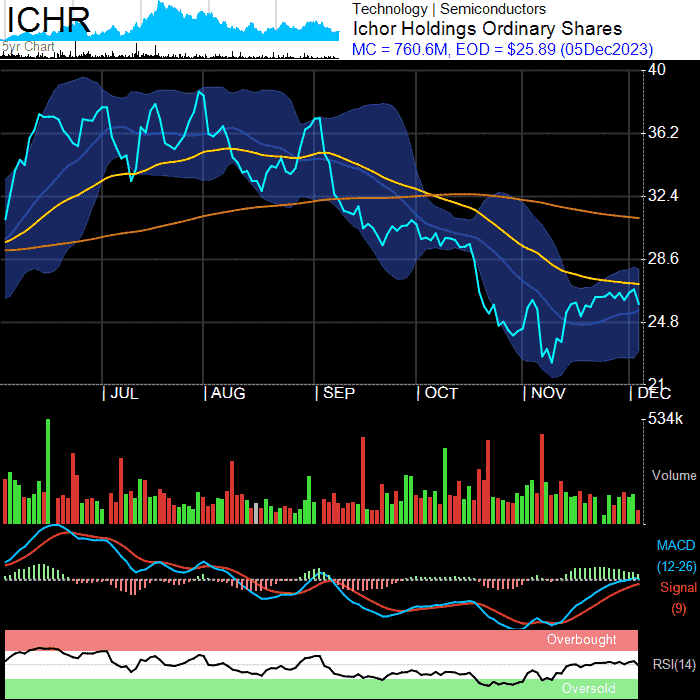 ICHR
5yr Chart
Technology | Semiconductors
Ichor Holdings Ordinary Shares
MC = 760.6M, EOD = $25.89 (05Dec2023)
40
36.2
32.4
28.6
24.8
21
| JUL | AUG | SEP | OCT | NOV | DEC
534k
Volume
MACD
(12-26)
Signal
(9)
Overbought
RSI(14)
Oversold